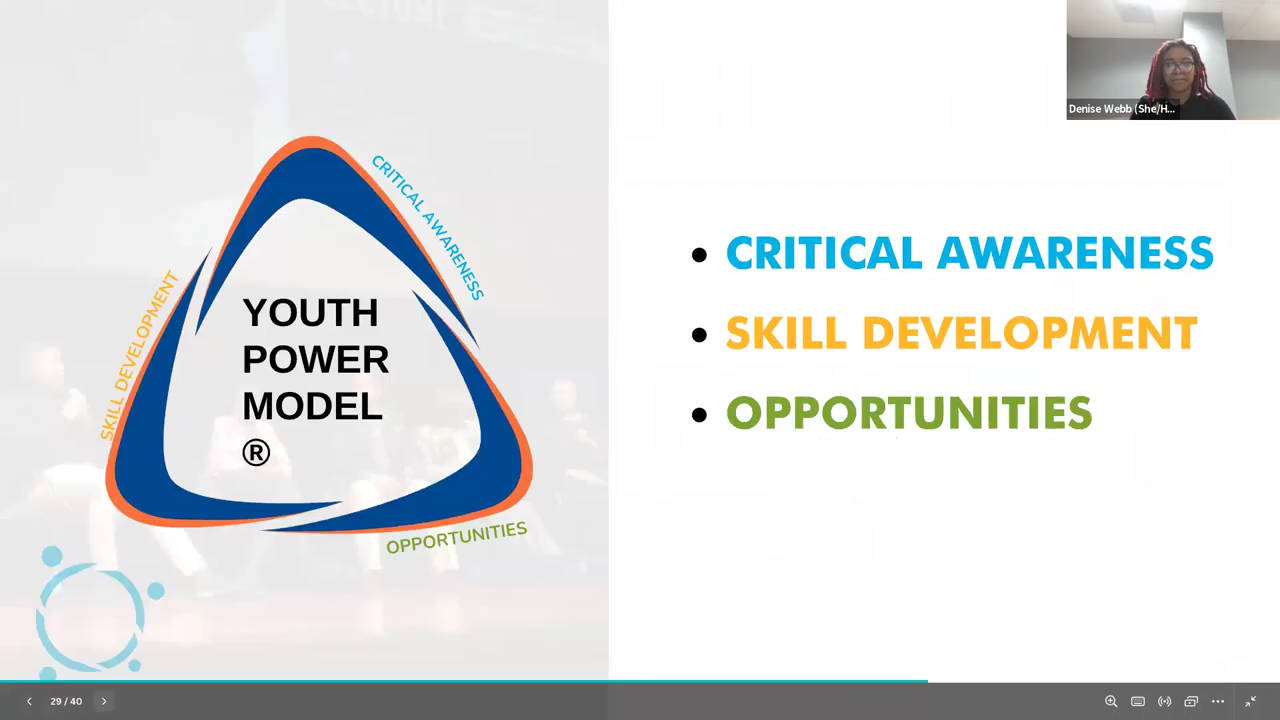 CRITICAL AWARENESS
SKILL DEVELOPMENT
YOUTH
POWER
MODEL
®
OPPORTUNITIES
• CRITICAL AWARENESS
• SKILL DEVELOPMENT
• OPPORTUNITIES
Denise Webb (She/H...
29 / 40